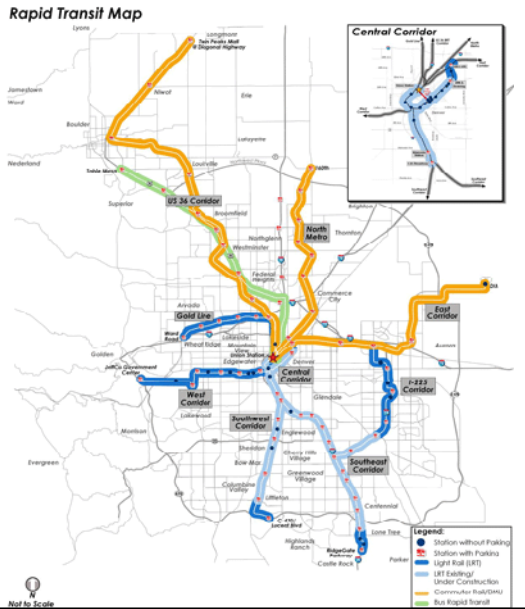 Rapid Transit Map
Lyons
Longmont
Twin Peaks Mall
@ Diagonal Highway
Central Corridor
Jamestown
Ward
Niwot
Erie
Boulder
Lafayette
Nederland
Louisville
Table Mesa
Superior
US 36 Corridor
Broomfield
Brighton
North
Metro
Northglenn
Thornton
Westminster
Federal
Heights
Commerce
City
DIA
East
Corridor
Arvada
Gold Line
Ward
Road
Wheat Ridge
Lakeside
Mountain
View
Edgewater
Union Station
Golden
Denver
Aurora
Jeffco Government
Center
Central
Corridor
I-225
Corridor
West
Corridor
Lakewood
Glendale
Southwest
Corridor
Morrison
Englewood
Sheridan
Cherry Hills
Village
Southeast
Corridor
Evergreen
Bow Mar
Greenwood
Village
Columbine
Valley
Littleton
Centennial
C-470/
Lucent Blvd
Highlands
Ranch
Lone Tree
RidgeGate
Parkway
Castle Rock
Parker
Legend:
Station without Parking
Station with Parking
Light Rail (LRT)
LRT Existing/
Under Construction
Commuter Rail/DMU
Bus Rapid Transit
N
Not to Scale